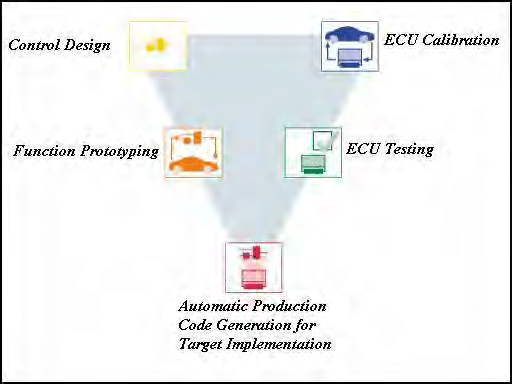 Control Design
ECU Calibration
Function Prototyping
ECU Testing
Automatic Production
Code Generation for
Target Implementation